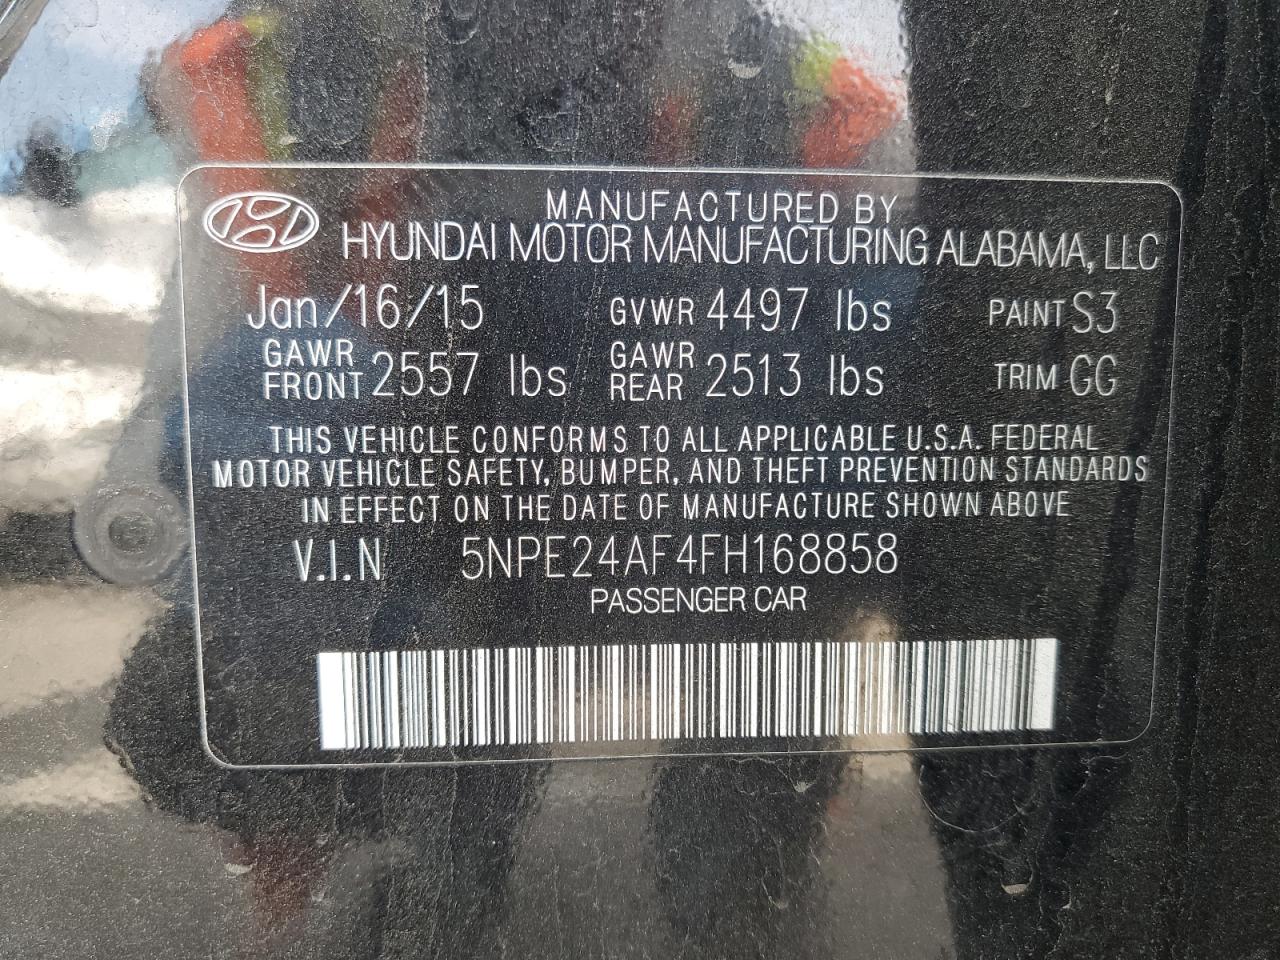 MANUFACTURED BY
HYUNDAI MOTOR MANUFACTURING ALABAMA, LLC
Jan/16/15 GVWR 4497 lbs PAINT S3
GAWR FRONT 2557 lbs GAWR REAR 2513 lbs TRIM GG
THIS VEHICLE CONFORMS TO ALL APPLICABLE U.S.A. FEDERAL
MOTOR VEHICLE SAFETY, BUMPER, AND THEFT PREVENTION STANDARDS
IN EFFECT ON THE DATE OF MANUFACTURE SHOWN ABOVE
V.I.N 5NPE24AF4FH168858
PASSENGER CAR